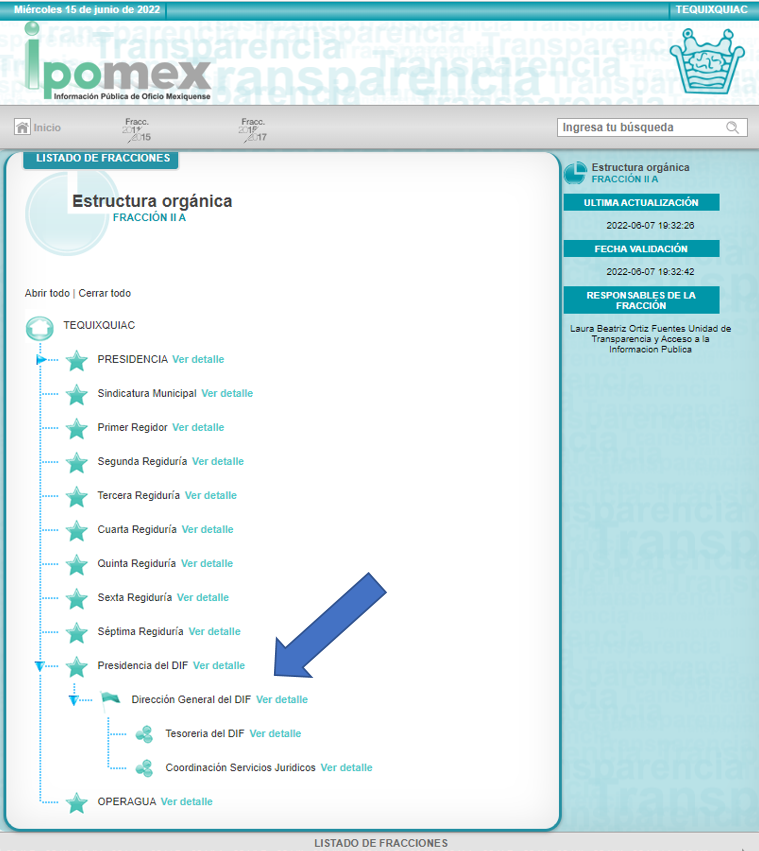 Miércoles 15 de junio de 2022
TEQUIXQUIAC
ipomex
Información Pública de Oficio Mexiquense
Transparencia
Inicio
Fracc.
Fracc.
Ingresa tu búsqueda
LISTADO DE FRACCIONES
Estructura orgánica
FRACCIÓN II A
Abrir todo | Cerrar todo
TEQUIXQUIAC
PRESIDENCIA Ver detalle
Sindicatura Municipal Ver detalle
Primer Regidor Ver detalle
Segunda Regiduría Ver detalle
Tercera Regiduría Ver detalle
Cuarta Regiduría Ver detalle
Quinta Regiduría Ver detalle
Sexta Regiduría Ver detalle
Séptima Regiduría Ver detalle
Presidencia del DIF Ver detalle
Dirección General del DIF Ver detalle
Tesoreria del DIF Ver detalle
Coordinación Servicios Juridicos Ver detalle
OPERAGUA Ver detalle
Estructura orgánica
FRACCIÓN II A
ULTIMA ACTUALIZACIÓN
2022-06-07 19:32:26
FECHA VALIDACIÓN
2022-06-07 19:32:42
RESPONSABLES DE LA
FRACCIÓN
Laura Beatriz Ortiz Fuentes Unidad de
Transparencia y Acceso a la
Informacion Publica
LISTADO DE FRACCIONES